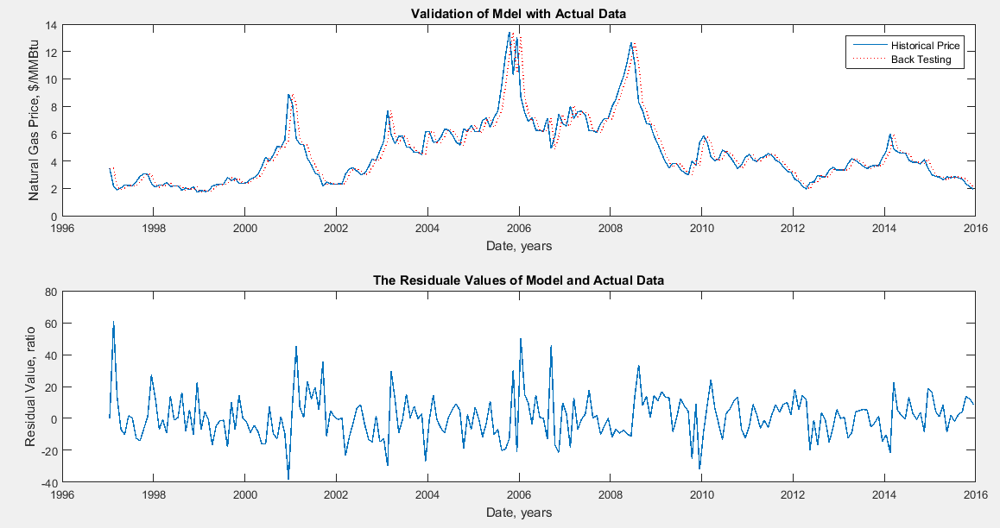 Validation of Mdel with Actual Data
Natural Gas Price, $/MMBtu
14
12
10
8
6
4
2
0
Historical Price
Back Testing
1996 1998 2000 2002 2004 2006 2008 2010 2012 2014 2016
Date, years
The Residuale Values of Model and Actual Data
Residual Value, ratio
80
60
40
20
0
-20
-40
1996 1998 2000 2002 2004 2006 2008 2010 2012 2014 2016
Date, years